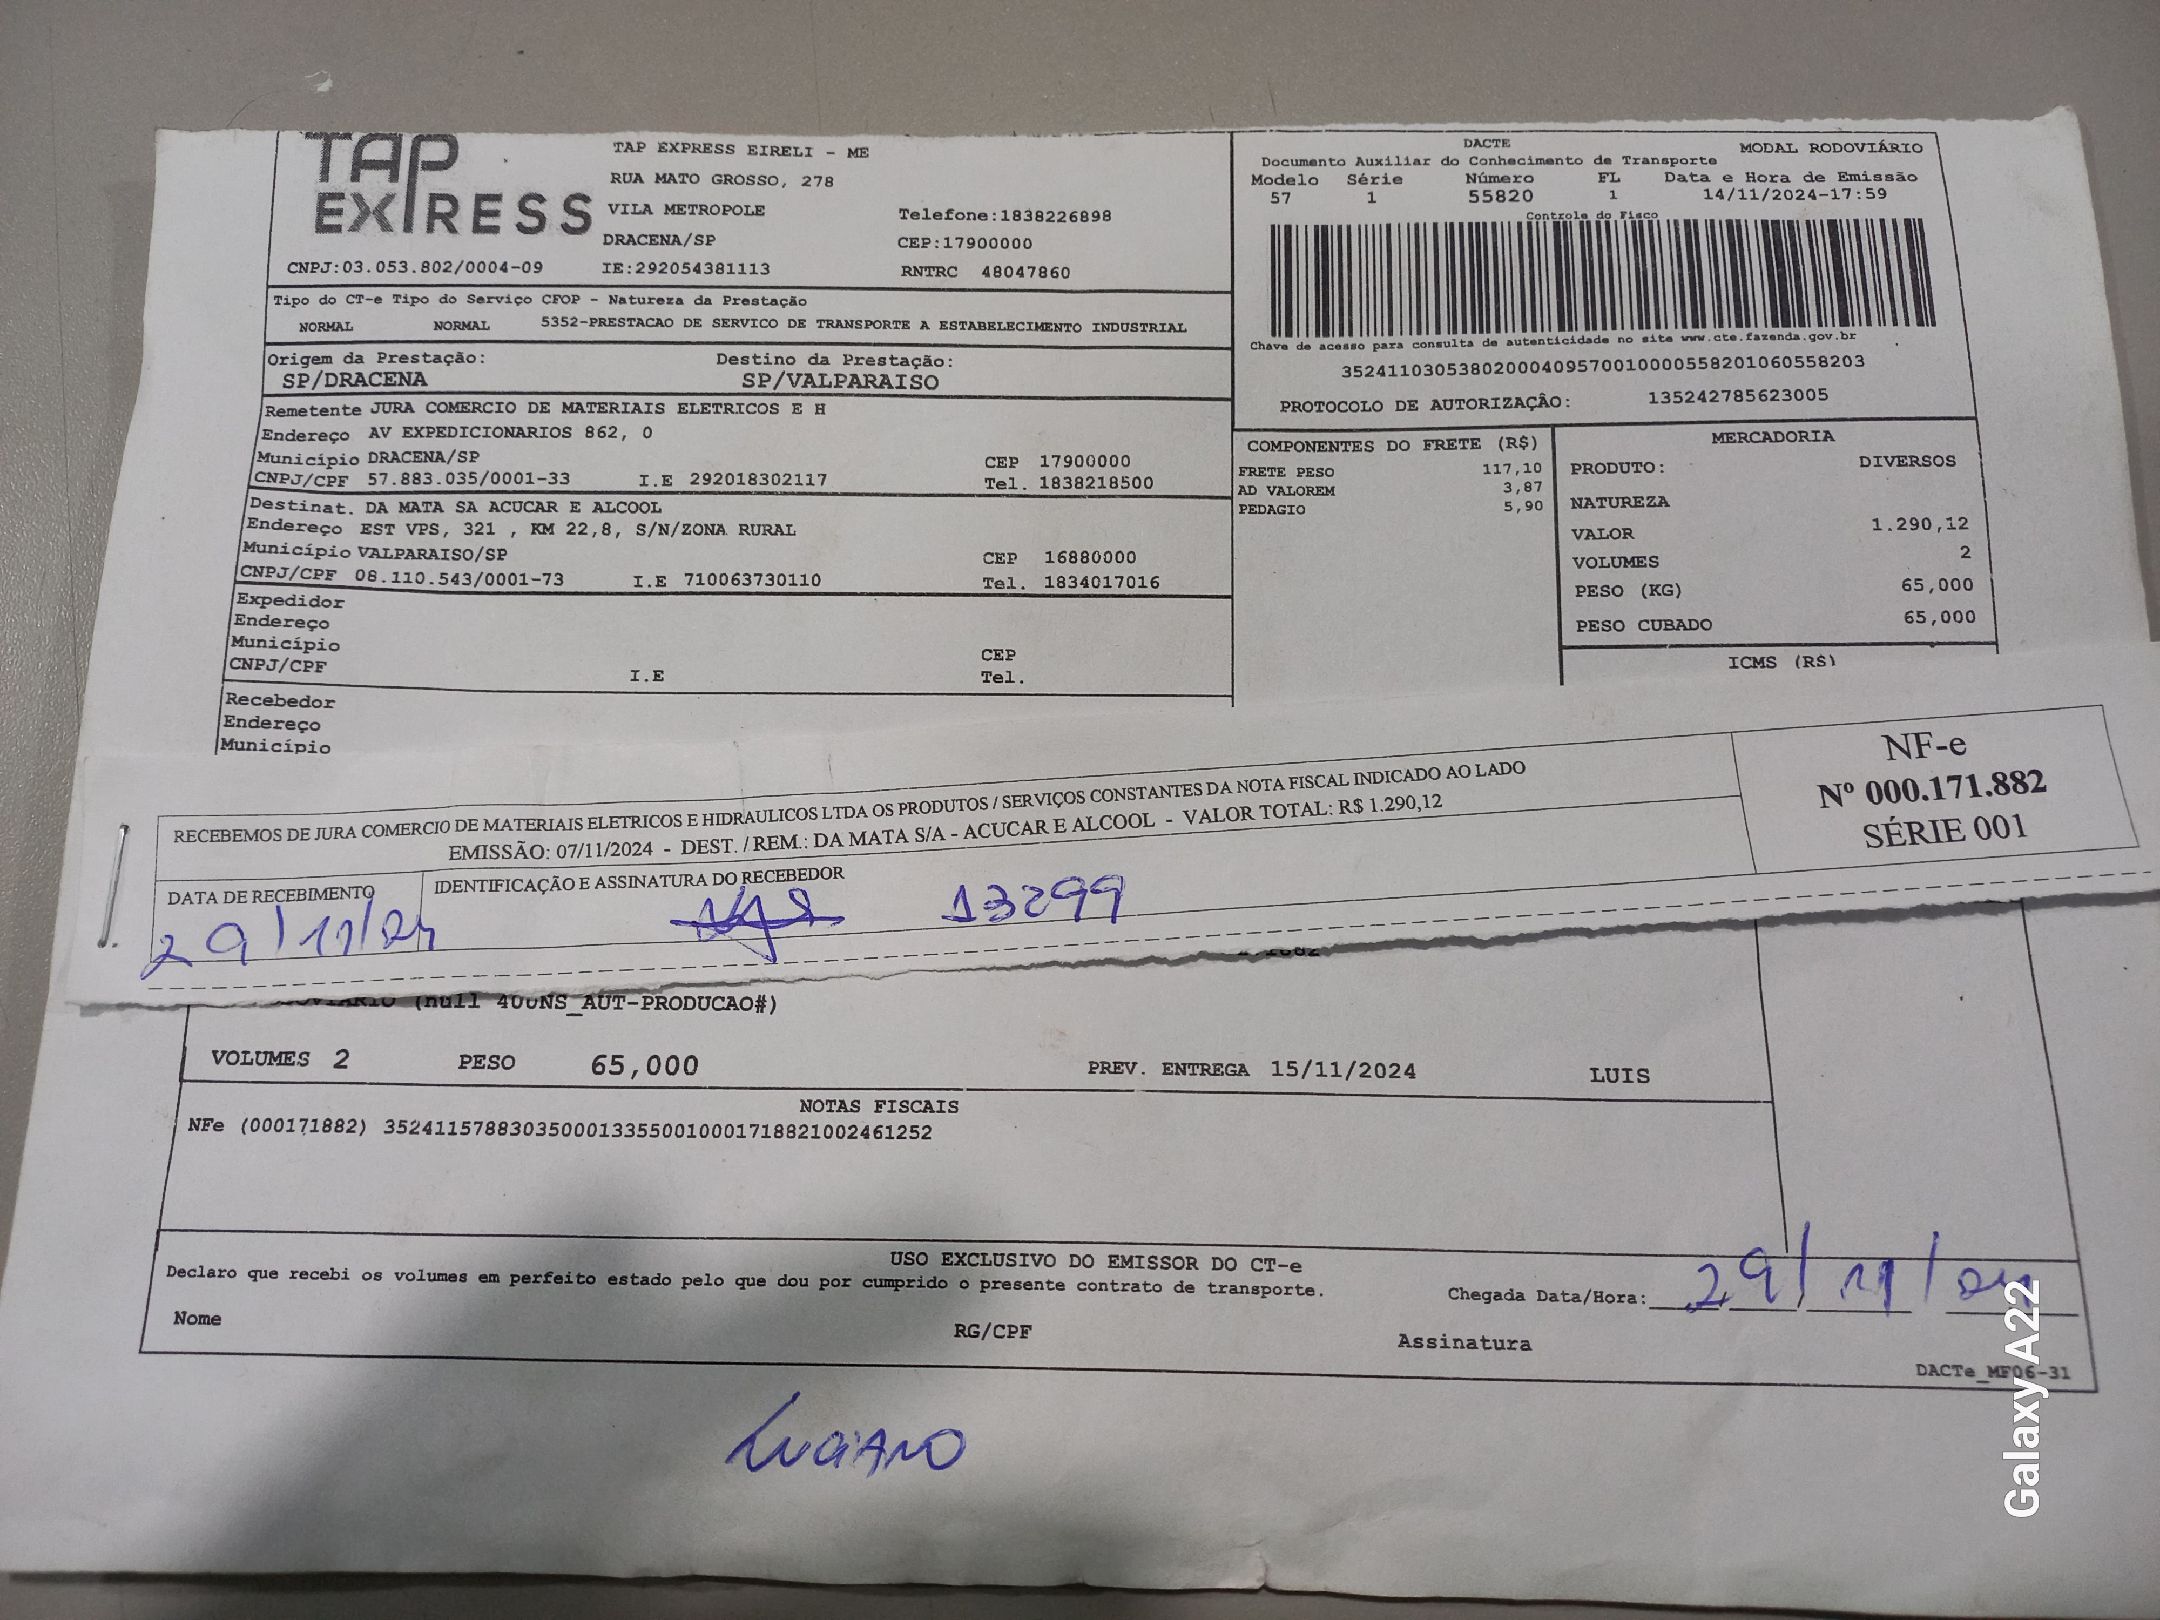 TAP EXPRESS
TAP EXPRESS EIRELI - ME
RUA MATO GROSSO, 278
VILA METROPOLE Telefone:1838226898
DRACENA/SP CEP:17900000
CNPJ:03.053.802/0004-09 IE:292054381113 RNTRC 48047860
DACTE MODAL RODOVIÁRIO
Documento Auxiliar do Conhecimento de Transporte
Modelo Série Número FL Data e Hora de Emissão
57 1 55820 1 14/11/2024-17:59
Controle do Fisco
Chave de acesso para consulta de autenticidade no site www.cte.fazenda.gov.br
35241103053802000409570010000558201060558203
PROTOCOLO DE AUTORIZAÇÃO: 135242785623005
Tipo do CT-e Tipo do Serviço CFOP - Natureza da Prestação
NORMAL NORMAL 5352-PRESTACAO DE SERVICO DE TRANSPORTE A ESTABELECIMENTO INDUSTRIAL
Origem da Prestação: Destino da Prestação:
SP/DRACENA SP/VALPARAISO
Remetente JURA COMERCIO DE MATERIAIS ELETRICOS E H
Endereço AV EXPEDICIONARIOS 862, 0
Município DRACENA/SP CEP 17900000
CNPJ/CPF 57.883.035/0001-33 I.E 292018302117 Tel. 1838218500
Destinat. DA MATA SA ACUCAR E ALCOOL
Endereço EST VPS, 321 , KM 22,8, S/N/ZONA RURAL
Município VALPARAISO/SP CEP 16880000
CNPJ/CPF 08.110.543/0001-73 I.E 710063730110 Tel. 1834017016
Expedidor
Endereço
Município CEP
CNPJ/CPF I.E Tel.
Recebedor
Endereço
Município
COMPONENTES DO FRETE (R$)
FRETE PESO 117,10
AD VALOREM 3,87
PEDAGIO 5,90
MERCADORIA
PRODUTO: DIVERSOS
NATUREZA
VALOR 1.290,12
VOLUMES 2
PESO (KG) 65,000
PESO CUBADO 65,000
ICMS (R$)
RECEBEMOS DE JURA COMERCIO DE MATERIAIS ELETRICOS E HIDRAULICOS LTDA OS PRODUTOS / SERVIÇOS CONSTANTES DA NOTA FISCAL INDICADO AO LADO
EMISSÃO: 07/11/2024 - DEST. / REM.: DA MATA S/A - ACUCAR E ALCOOL - VALOR TOTAL: R$ 1.290,12
NF-e
Nº 000.171.882
SÉRIE 001
DATA DE RECEBIMENTO IDENTIFICAÇÃO E ASSINATURA DO RECEBEDOR
29/11/24 13299
(null 400NS_AUT-PRODUCAO#)
VOLUMES 2 PESO 65,000 PREV. ENTREGA 15/11/2024 LUIS
NOTAS FISCAIS
NFe (000171882) 35241157883035000133550010001718821002461252
USO EXCLUSIVO DO EMISSOR DO CT-e
Declaro que recebi os volumes em perfeito estado pelo que dou por cumprido o presente contrato de transporte.
Chegada Data/Hora: 29/11/24
Nome RG/CPF Assinatura
DACTe_MF06-31
Luciano
Galaxy A22